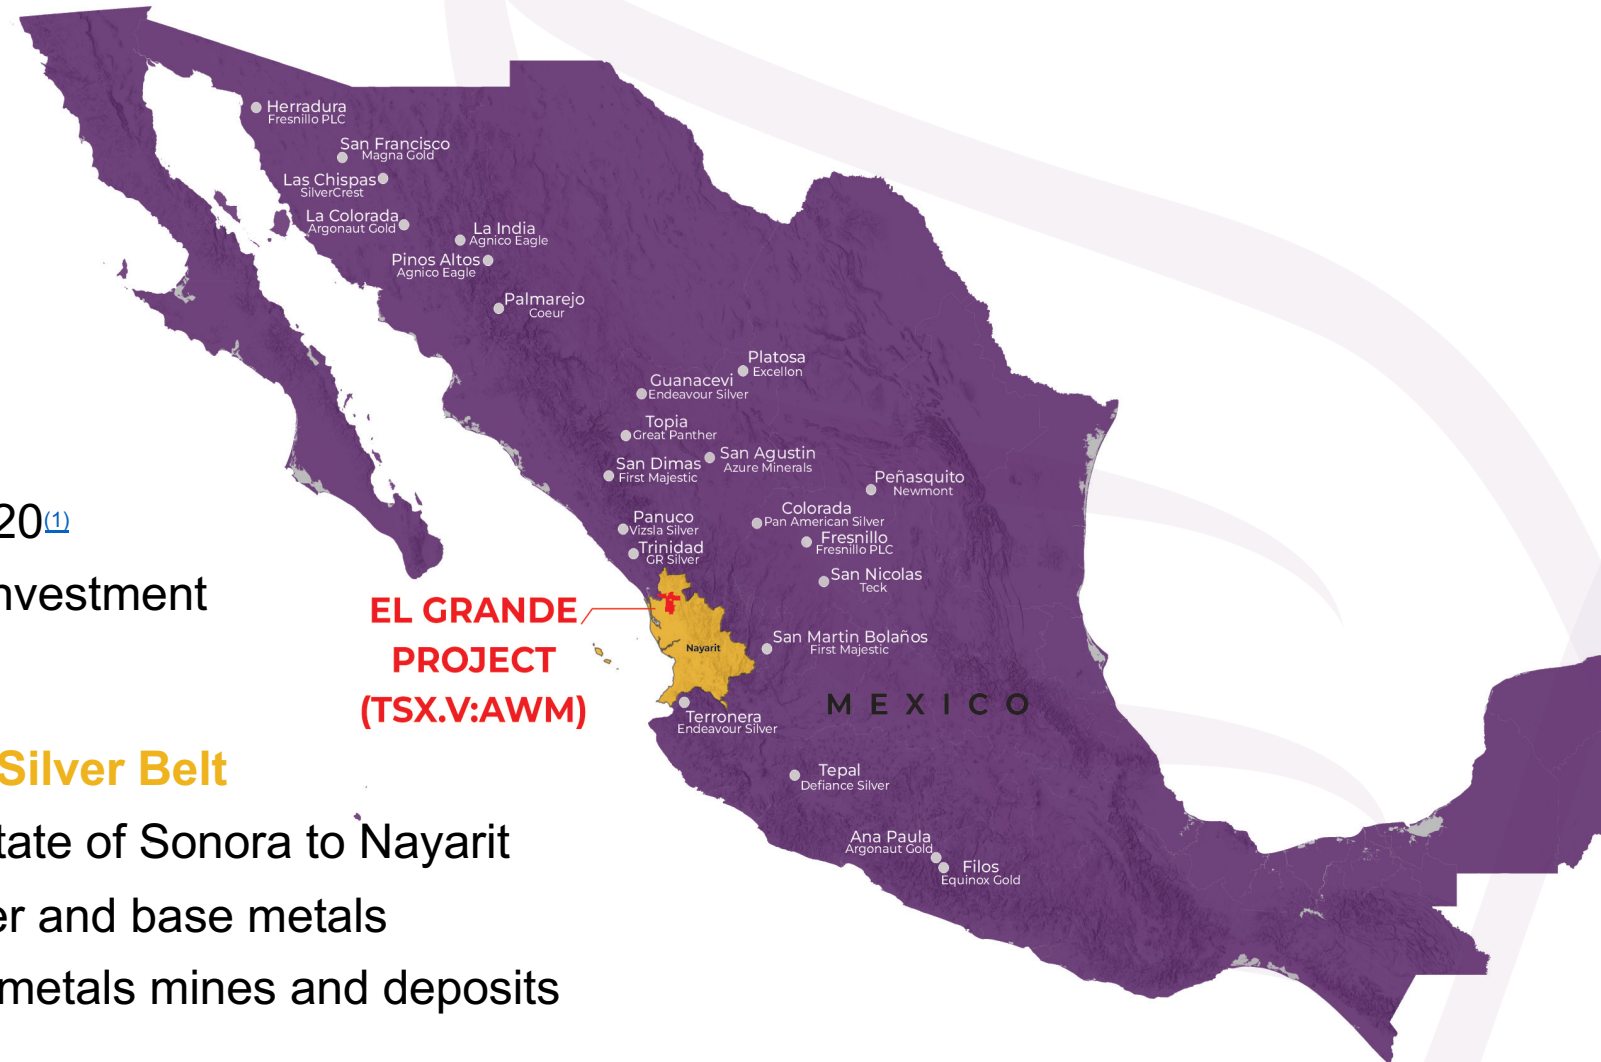 Herradura
Fresnillo PLC
San Francisco
Magna Gold
Las Chispas
SilverCrest
La Colorada
Argonaut Gold
La India
Agnico Eagle
Pinos Altos
Agnico Eagle
Palmarejo
Coeur
Platosa
Excellon
Guanacevi
Endeavour Silver
Topia
Great Panther
San Agustin
Azure Minerals
San Dimas
First Majestic
Peñasquito
Newmont
Colorada
Pan American Silver
Panuco
Vizsla Silver
Fresnillo
Fresnillo PLC
Trinidad
GR Silver
San Nicolas
Teck
20(1)
nvestment
EL GRANDE
PROJECT
(TSX.V:AWM)
Nayarit
San Martin Bolaños
First Majestic
MEXICO
Terronera
Endeavour Silver
Silver Belt
Tepal
Defiance Silver
tate of Sonora to Nayarit
Ana Paula
Argonaut Gold
Filos
Equinox Gold
er and base metals
metals mines and deposits